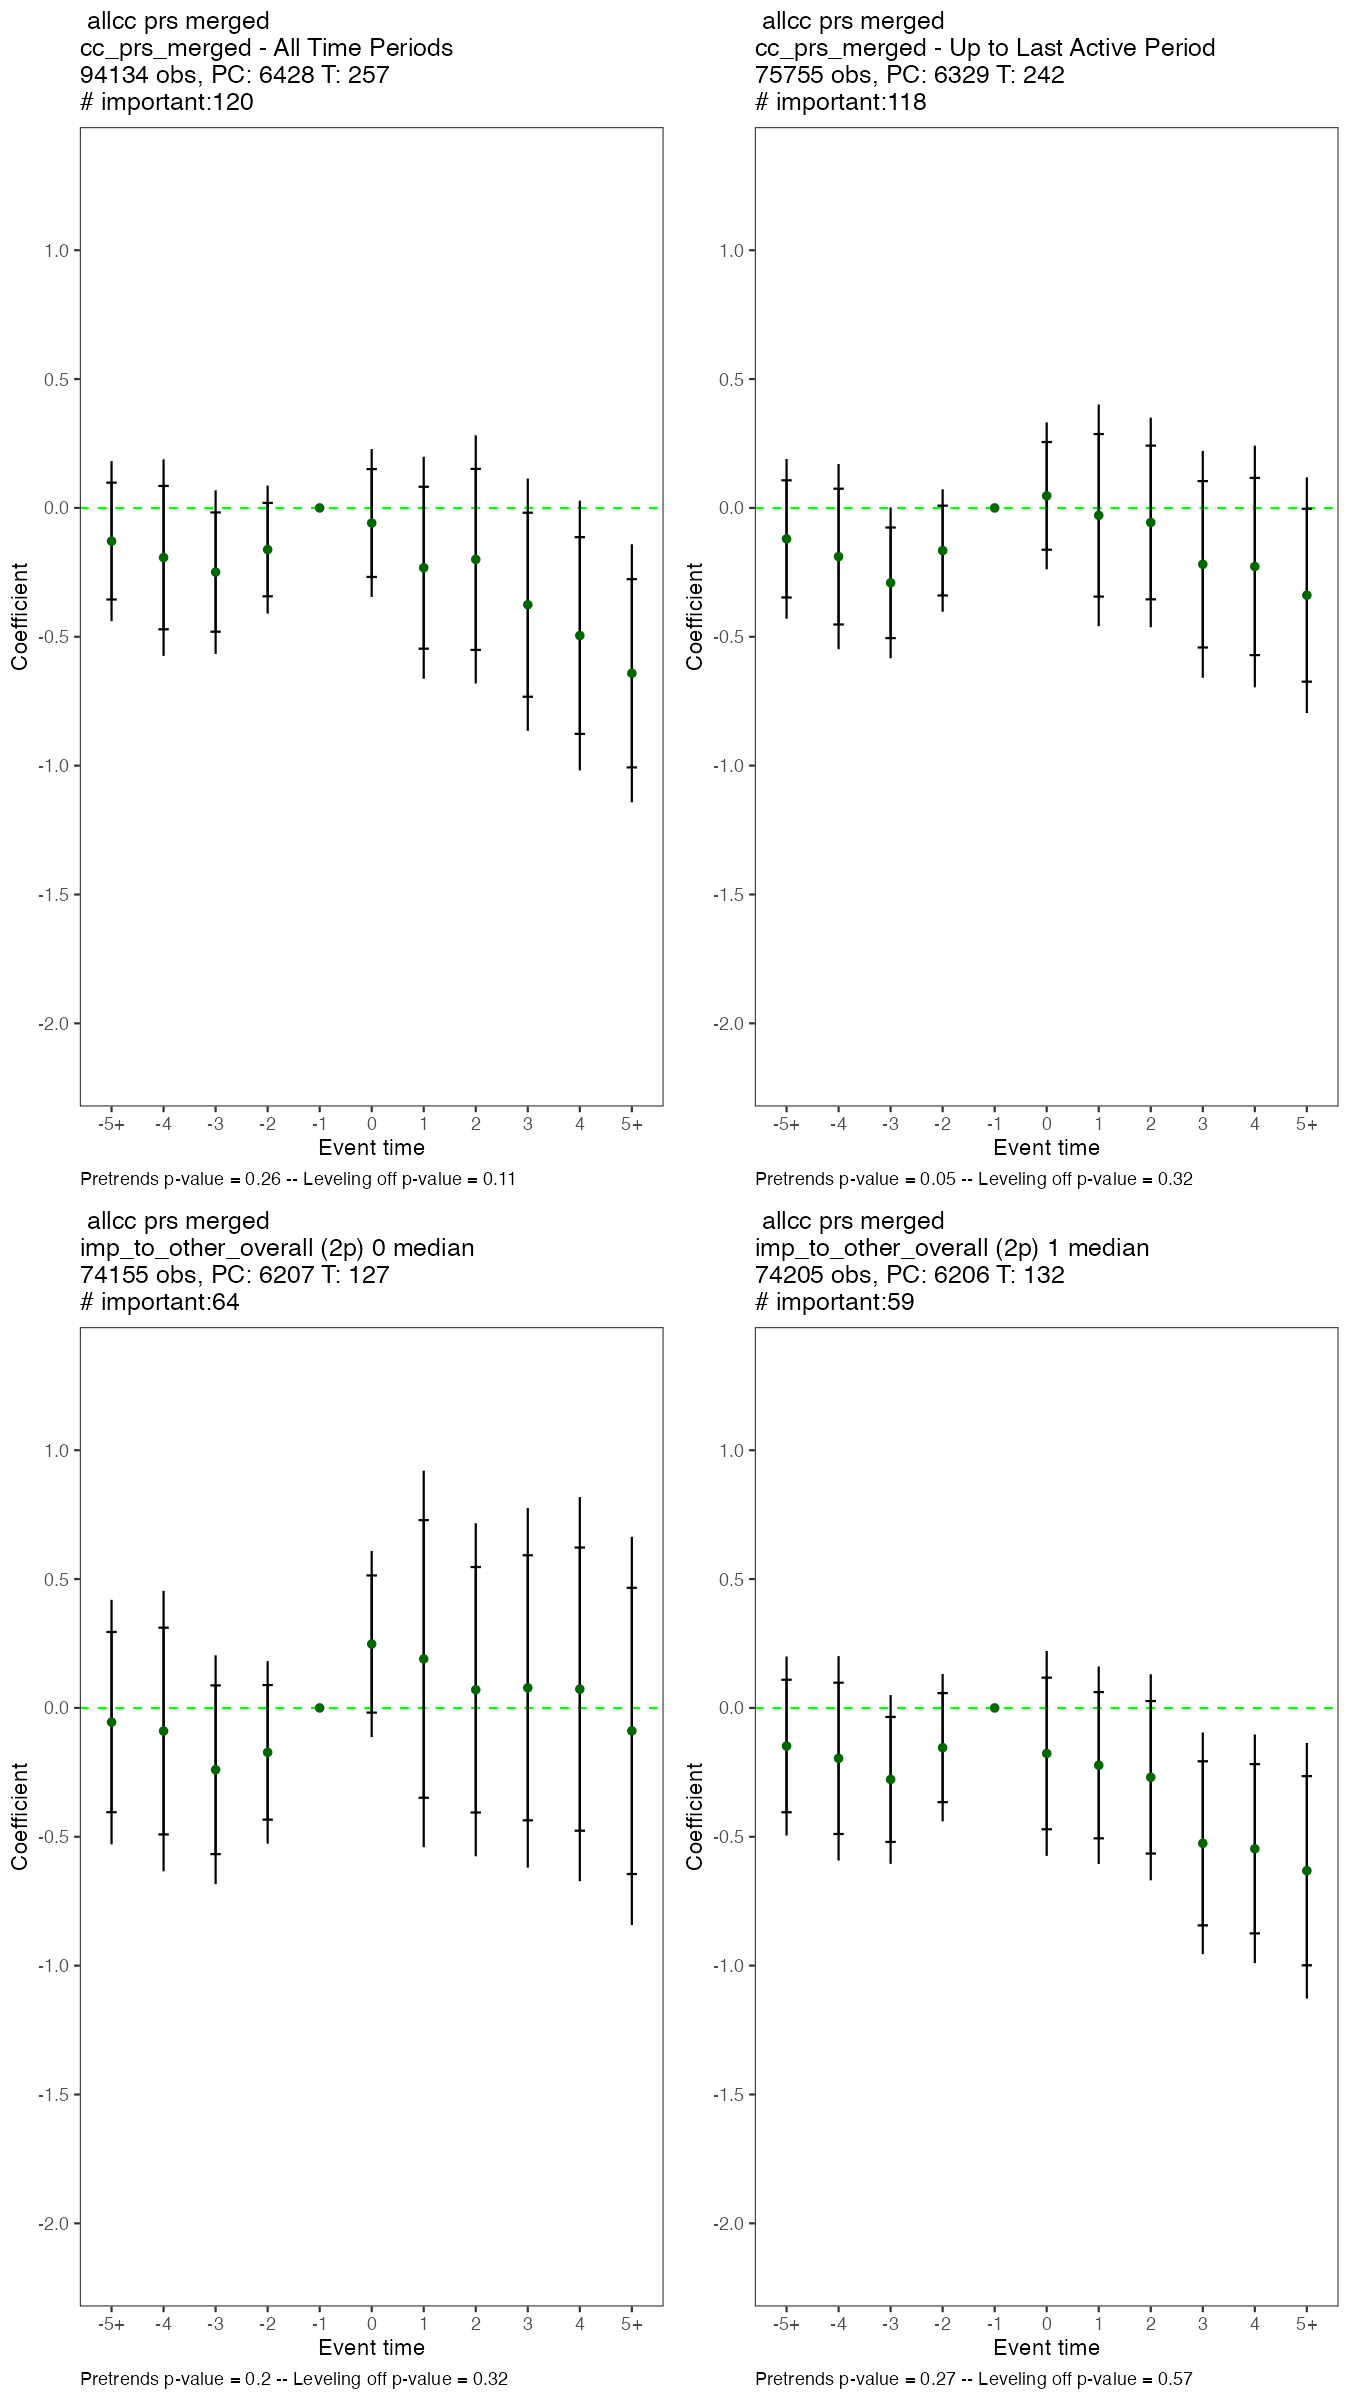 allcc prs merged
cc_prs_merged - All Time Periods
94134 obs, PC: 6428 T: 257
# important:120
1.0
0.5
0.0
-0.5
-1.0
-1.5
-2.0
Coefficient
-5+ -4 -3 -2 -1 0 1 2 3 4 5+
Event time
Pretrends p-value = 0.26 -- Leveling off p-value = 0.11
allcc prs merged
cc_prs_merged - Up to Last Active Period
75755 obs, PC: 6329 T: 242
# important:118
1.0
0.5
0.0
-0.5
-1.0
-1.5
-2.0
Coefficient
-5+ -4 -3 -2 -1 0 1 2 3 4 5+
Event time
Pretrends p-value = 0.05 -- Leveling off p-value = 0.32
allcc prs merged
imp_to_other_overall (2p) 0 median
74155 obs, PC: 6207 T: 127
# important:64
1.0
0.5
0.0
-0.5
-1.0
-1.5
-2.0
Coefficient
-5+ -4 -3 -2 -1 0 1 2 3 4 5+
Event time
Pretrends p-value = 0.2 -- Leveling off p-value = 0.32
allcc prs merged
imp_to_other_overall (2p) 1 median
74205 obs, PC: 6206 T: 132
# important:59
1.0
0.5
0.0
-0.5
-1.0
-1.5
-2.0
Coefficient
-5+ -4 -3 -2 -1 0 1 2 3 4 5+
Event time
Pretrends p-value = 0.27 -- Leveling off p-value = 0.57